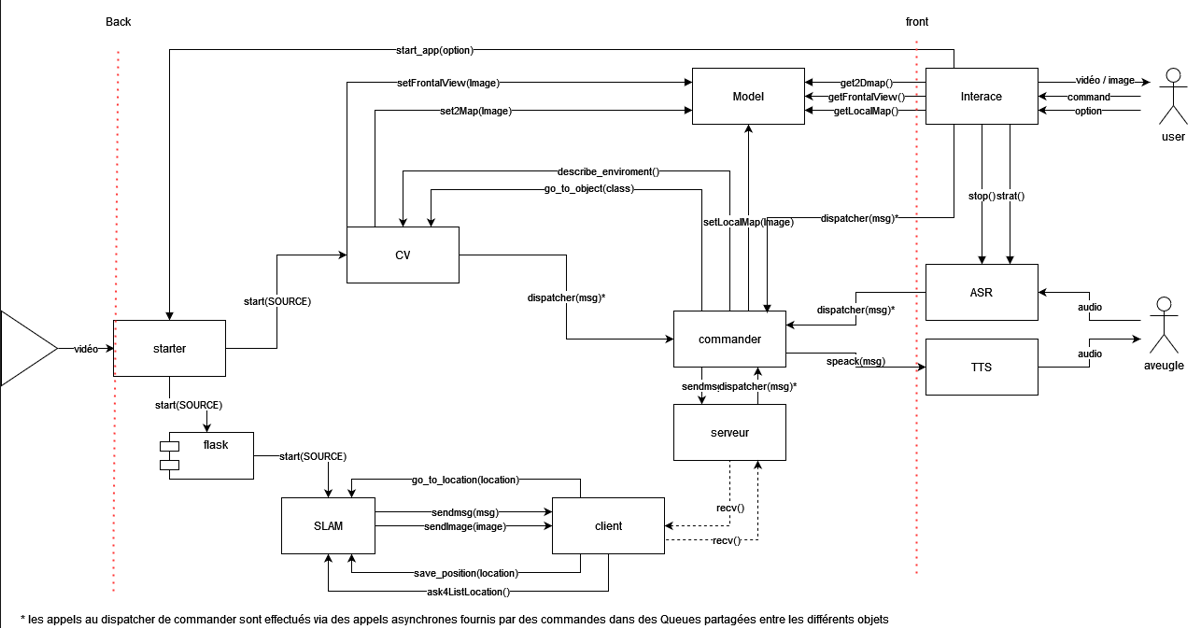 Back
front
start_app(option)
setFrontalView(Image)
set2Map(Image)
Model
get2Dmap()
getFrontalView()
getLocalMap()
Interace
vidéo / image
command
option
user
describe_enviroment()
go_to_object(class)
setLocalMap(Image)
dispatcher(msg)*
stop()
strat()
CV
start(SOURCE)
dispatcher(msg)*
ASR
dispatcher(msg)*
audio
vidéo
starter
commander
speack(msg)
TTS
audio
aveugle
start(SOURCE)
dispatcher(msg)*
flask
serveur
start(SOURCE)
go_to_location(location)
sendmsg(msg)
sendImage(image)
SLAM
client
recv()
recv()
save_position(location)
ask4ListLocation()
* les appels au dispatcher de commander sont effectués via des appels asynchrones fournis par des commandes dans des Queues partagées entre les différents objets